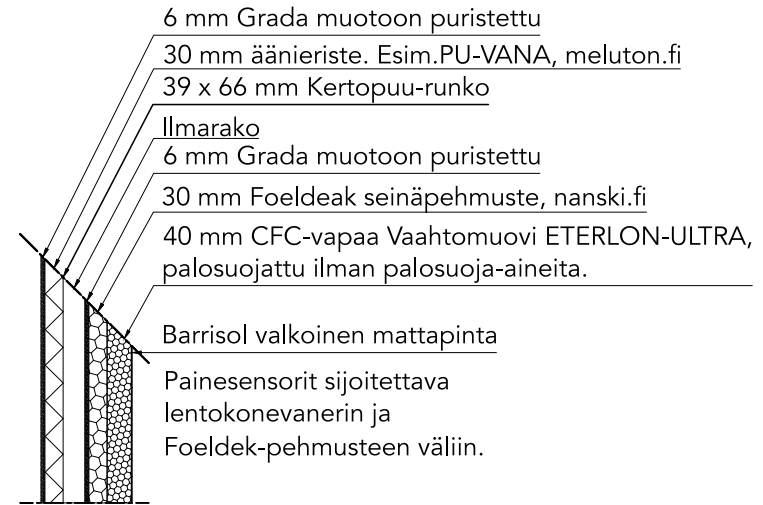 6 mm Grada muotoon puristettu
30 mm äänieriste. Esim.PU-VANA, meluton.fi
39 x 66 mm Kertopuu-runko
Ilmarako
6 mm Grada muotoon puristettu
30 mm Foeldeak seinäpehmuste, nanski.fi
40 mm CFC-vapaa Vaahtomuovi ETERLON-ULTRA,
palosuojattu ilman palosuoja-aineita.
Barrisol valkoinen mattapinta
Painesensorit sijoitettava
lentokonevanerin ja
Foeldek-pehmusteen väliin.